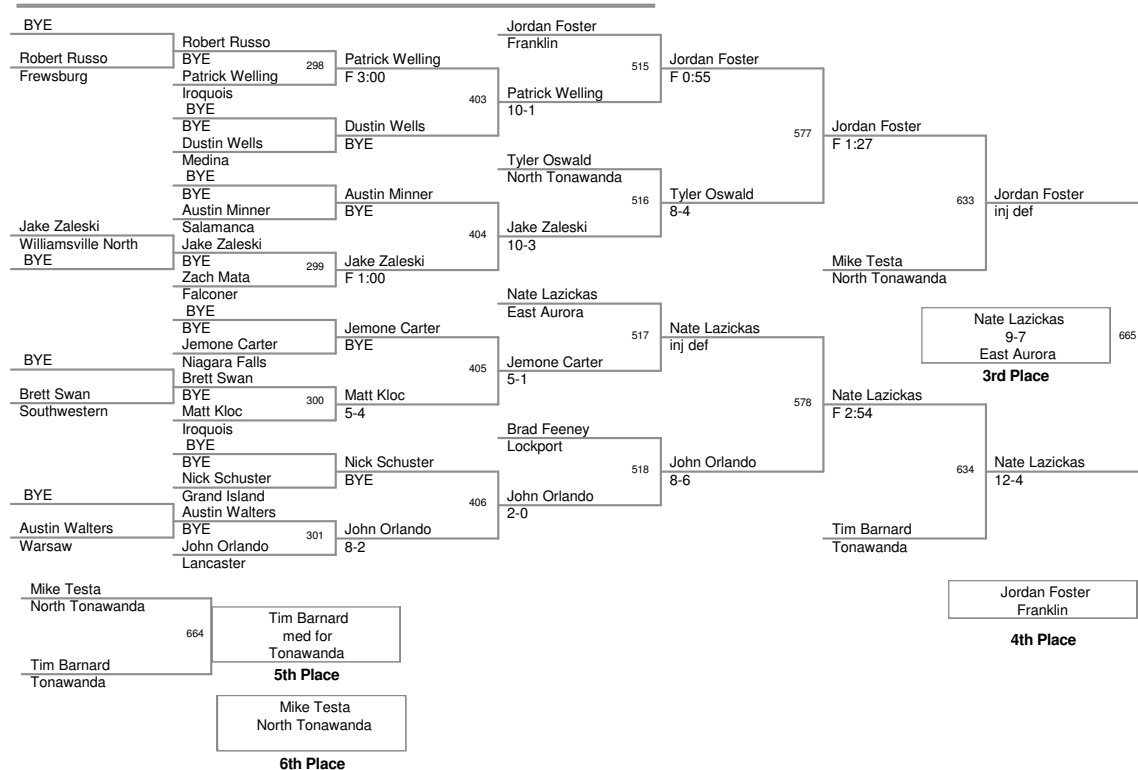 BYE
Robert Russo
Frewsburg
Jake Zaleski
Williamsville North
BYE
BYE
Brett Swan
Southwestern
BYE
Austin Walters
Warsaw
Robert Russo
BYE
298
Patrick Welling
Iroquois
BYE
BYE
Dustin Wells
Medina
BYE
BYE
Austin Minner
Salamanca
Jake Zaleski
BYE
299
Zach Mata
Falconer
BYE
BYE
Jemone Carter
Niagara Falls
Brett Swan
BYE
300
Matt Kloc
Iroquois
BYE
BYE
Nick Schuster
Grand Island
Austin Walters
BYE
301
John Orlando
Lancaster
Patrick Welling
F 3:00
403
Dustin Wells
BYE
Austin Minner
BYE
404
Jake Zaleski
F 1:00
Jemone Carter
BYE
405
Matt Kloc
5-4
Nick Schuster
BYE
406
John Orlando
8-2
Jordan Foster
Franklin
515
Patrick Welling
10-1
Tyler Oswald
North Tonawanda
516
Jake Zaleski
10-3
Nate Lazickas
East Aurora
517
Jemone Carter
5-1
Brad Feeney
Lockport
518
John Orlando
2-0
Jordan Foster
F 0:55
577
Tyler Oswald
8-4
Nate Lazickas
inj def
578
John Orlando
8-6
Jordan Foster
F 1:27
633
Mike Testa
North Tonawanda
Nate Lazickas
F 2:54
634
Tim Barnard
Tonawanda
Jordan Foster
inj def
Nate Lazickas
9-7
East Aurora
665
3rd Place
Nate Lazickas
12-4
Jordan Foster
Franklin
4th Place
Mike Testa
North Tonawanda
664
Tim Barnard
Tonawanda
Tim Barnard
med for
Tonawanda
5th Place
Mike Testa
North Tonawanda
6th Place